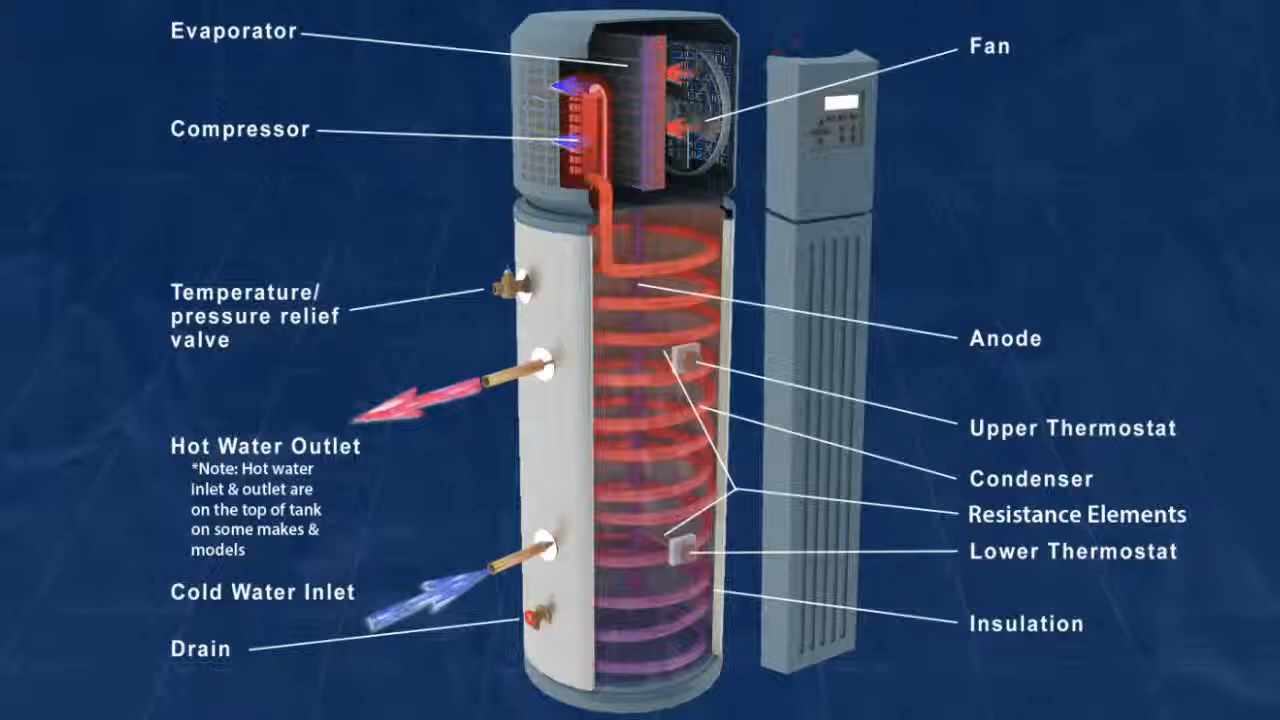 Evaporator
Compressor
Temperature/
pressure relief
valve
Hot Water Outlet
*Note: Hot water
inlet & outlet are
on the top of tank
on some makes &
models
Cold Water Inlet
Drain
Fan
Anode
Upper Thermostat
Condenser
Resistance Elements
Lower Thermostat
Insulation